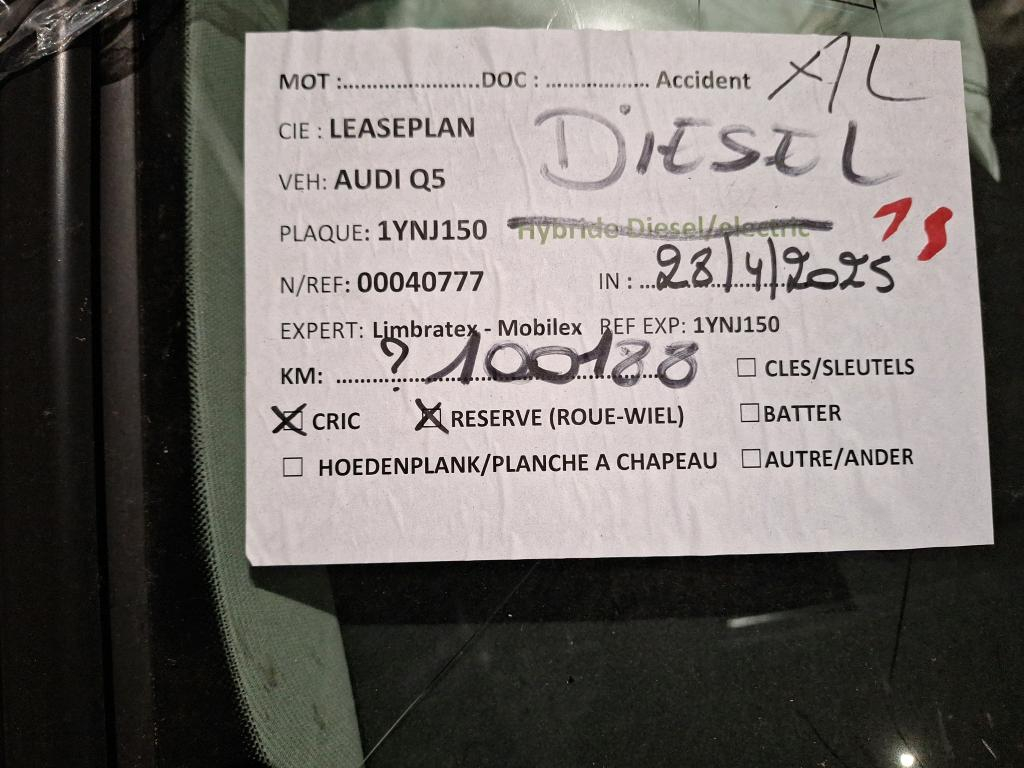 MOT :......................DOC : .................. Accident X/L
CIE : LEASEPLAN
DIESEL
VEH: AUDI Q5
PLAQUE: 1YNJ150 Hybride Diesel/electric
N/REF: 00040777 IN : ...28/4/2025
EXPERT: Limbratex - Mobilex REF EXP: 1YNJ150
KM: ..........? 100188
☐ CLES/SLEUTELS
☒ CRIC ☒ RESERVE (ROUE-WIEL) ☐ BATTER
☐ HOEDENPLANK/PLANCHE A CHAPEAU ☐ AUTRE/ANDER